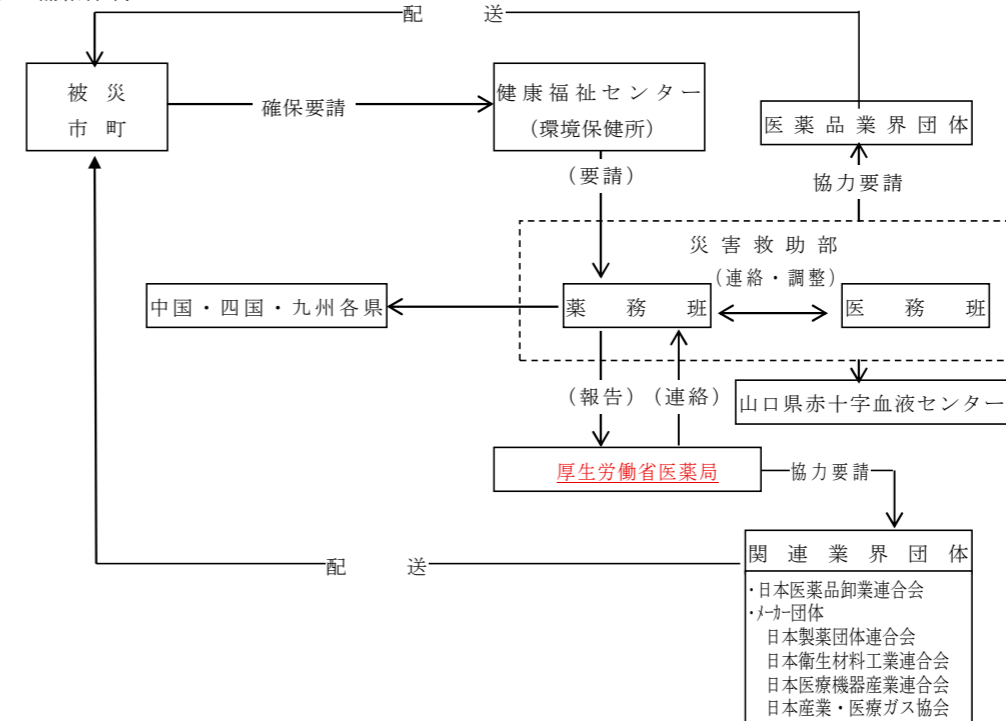 配 送
被 災
市 町
確保要請
健康福祉センター
(環境保健所)
医薬品業界団体
(要請)
協力要請
災害救助部
(連絡・調整)
中国・四国・九州各県
薬 務 班
医 務 班
(報告)
(連絡)
山口県赤十字血液センター
厚生労働省医薬局
協力要請
関連業界団体
配 送
・日本医薬品卸業連合会
・メーカー団体
日本製薬団体連合会
日本衛生材料工業連合会
日本医療機器産業連合会
日本産業・医療ガス協会